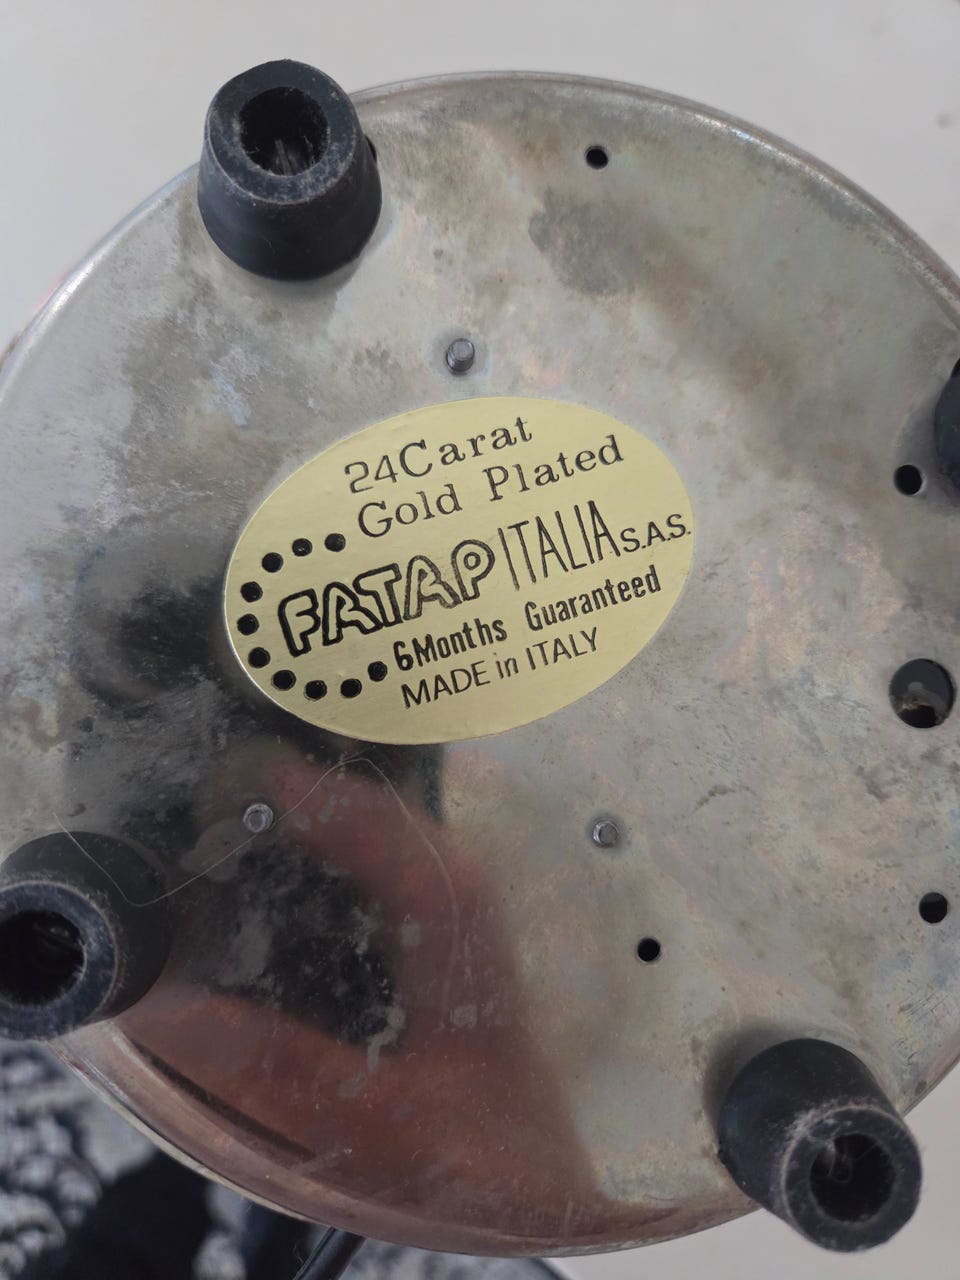 24Carat
Gold Plated
FATAP ITALIA S.A.S.
6Months Guaranteed
MADE in ITALY